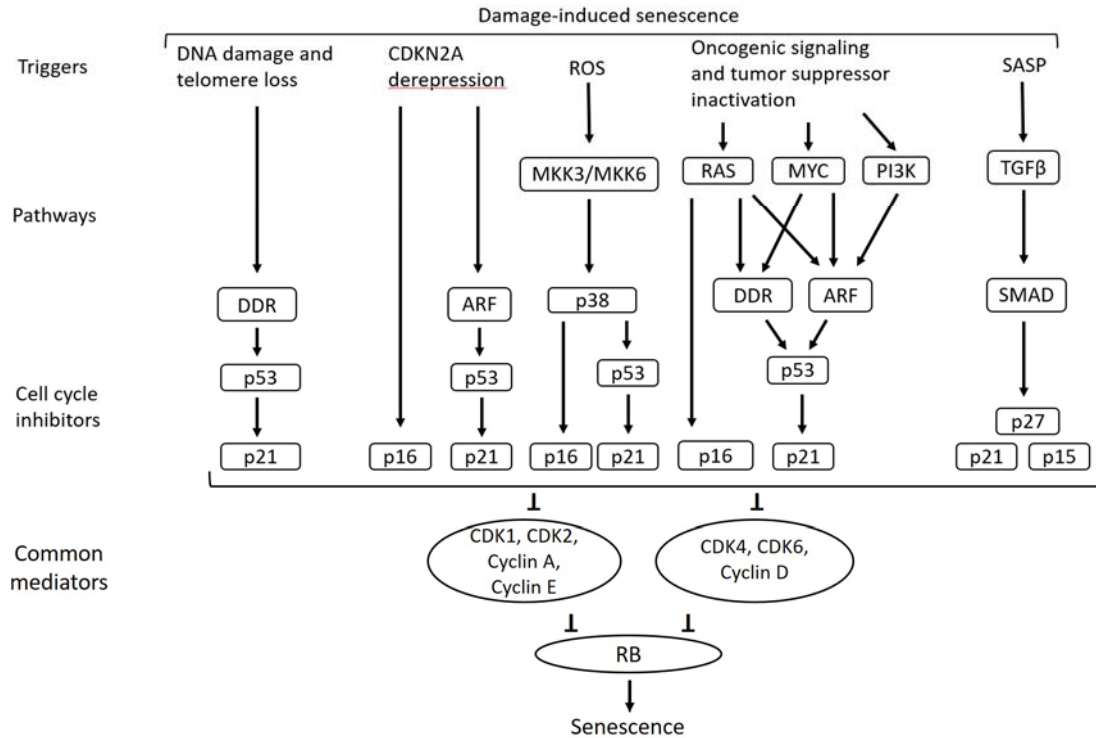 Damage-induced senescence
Triggers
DNA damage and
telomere loss
CDKN2A
derepression
ROS
Oncogenic signaling
and tumor suppressor
inactivation
SASP
Pathways
MKK3/MKK6
RAS
MYC
PI3K
TGFβ
DDR
ARF
p38
DDR
ARF
SMAD
Cell cycle
inhibitors
p53
p53
p53
p53
p27
p21
p16
p21
p16
p21
p16
p21
p21
p15
Common
mediators
CDK1, CDK2,
Cyclin A,
Cyclin E
CDK4, CDK6,
Cyclin D
RB
Senescence